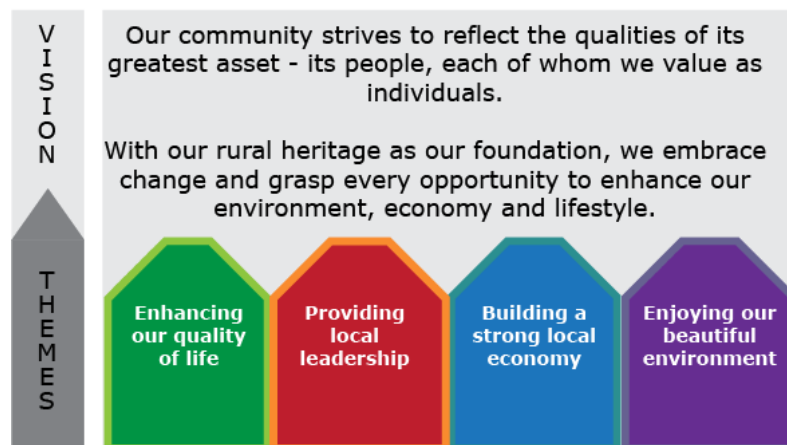 VISION
Our community strives to reflect the qualities of its
greatest asset - its people, each of whom we value as
individuals.
With our rural heritage as our foundation, we embrace
change and grasp every opportunity to enhance our
environment, economy and lifestyle.
THEMES
Enhancing
our quality
of life
Providing
local
leadership
Building a
strong local
economy
Enjoying our
beautiful
environment